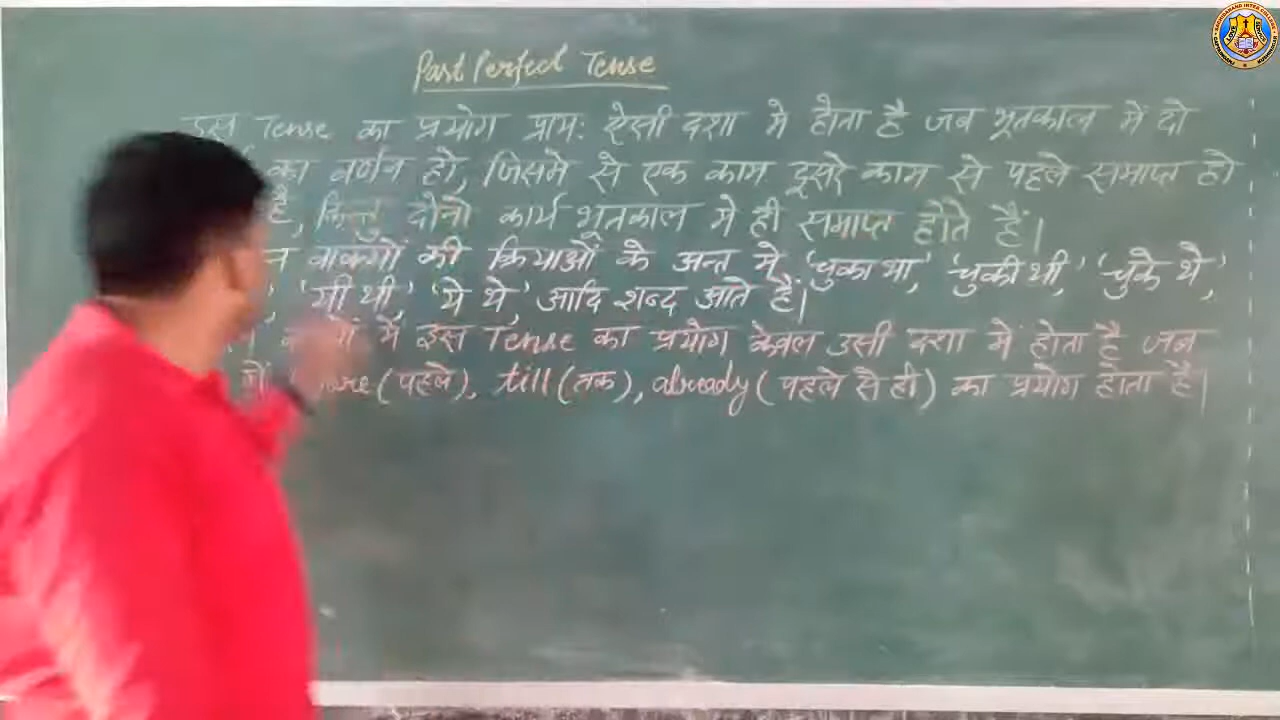 Past Perfect Tense
इस Tense का प्रयोग प्रायः ऐसी दशा मे होता है जब भूतकाल मे दो
का वर्णन हो, जिसमे से एक काम दूसरे काम से पहले समाप्त हो
है, किन्तु दोनो कार्य भूतकाल मे ही समाप्त होते हैं।
वाक्यों की क्रियाओं के अन्त मे 'चुका था', 'चुकी थी', 'चुके थे',
'यी थी', 'ये थे', आदि शब्द आते हैं।
में इस Tense का प्रयोग केवल उसी दशा में होता है जब
(पहले), till (तक), already (पहले से ही) का प्रयोग होता है।